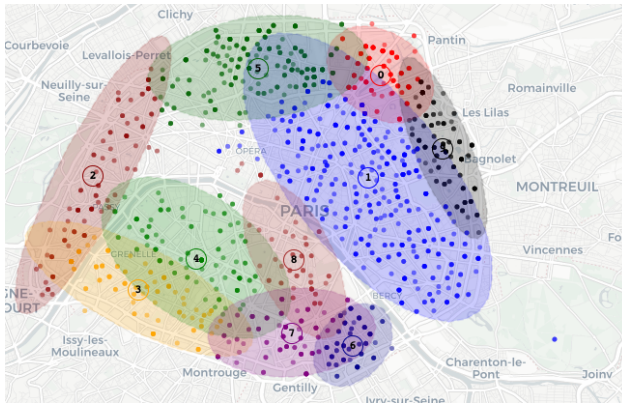 Clichy
Courbevoie
Levallois-Perret
Pantin
5
0
Neuilly-sur-
Seine
Romainville
Les Lilas
OPERA
Bagnolet
2
1
MONTREUIL
PARIS
GRENELLE
4
8
Vincennes
Fo
3
BERCY
GNE-
COURT
Issy-les-
Moulineaux
7
6
Montrouge
Gentilly
Charenton-le-
Pont
Joinv
Ivry-sur-Seine